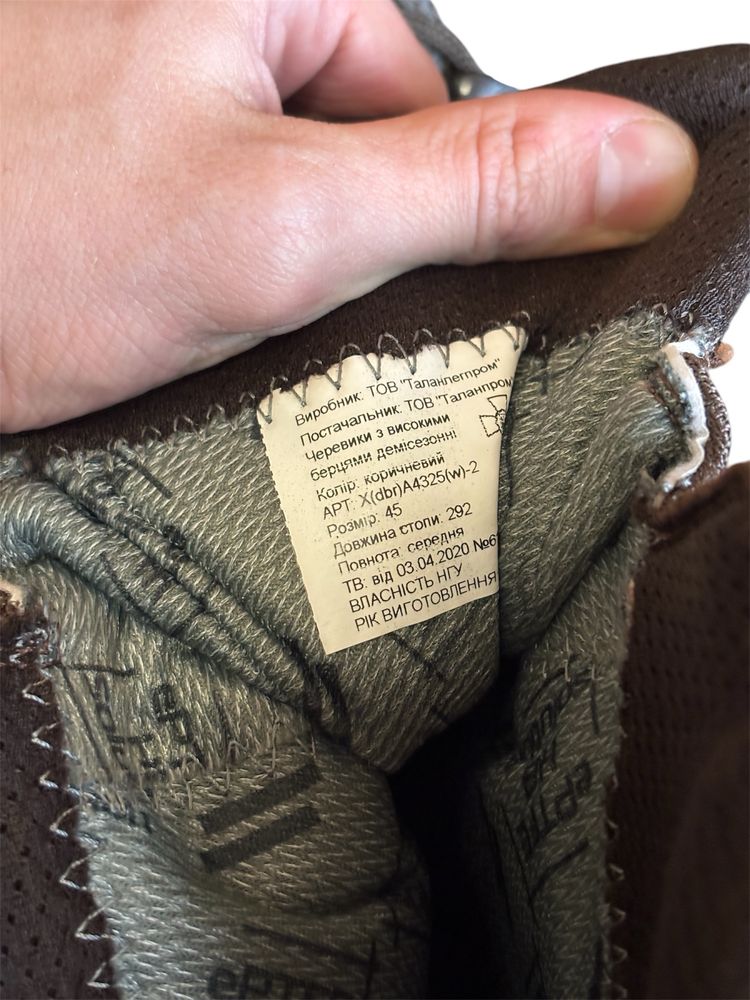 Виробник: ТОВ "Таланлегпром"
Постачальник: ТОВ "Таланпром
Черевики з високими
берцями демісезонні
Колір: коричневий
АРТ: X(dbr)A4325(w)-2
Розмір: 45
Довжина стопи: 292
Повнота: середня
ТВ: від 03.04.2020 №6
ВЛАСНІСТЬ НГУ
РІК ВИГОТОВЛЕННЯ